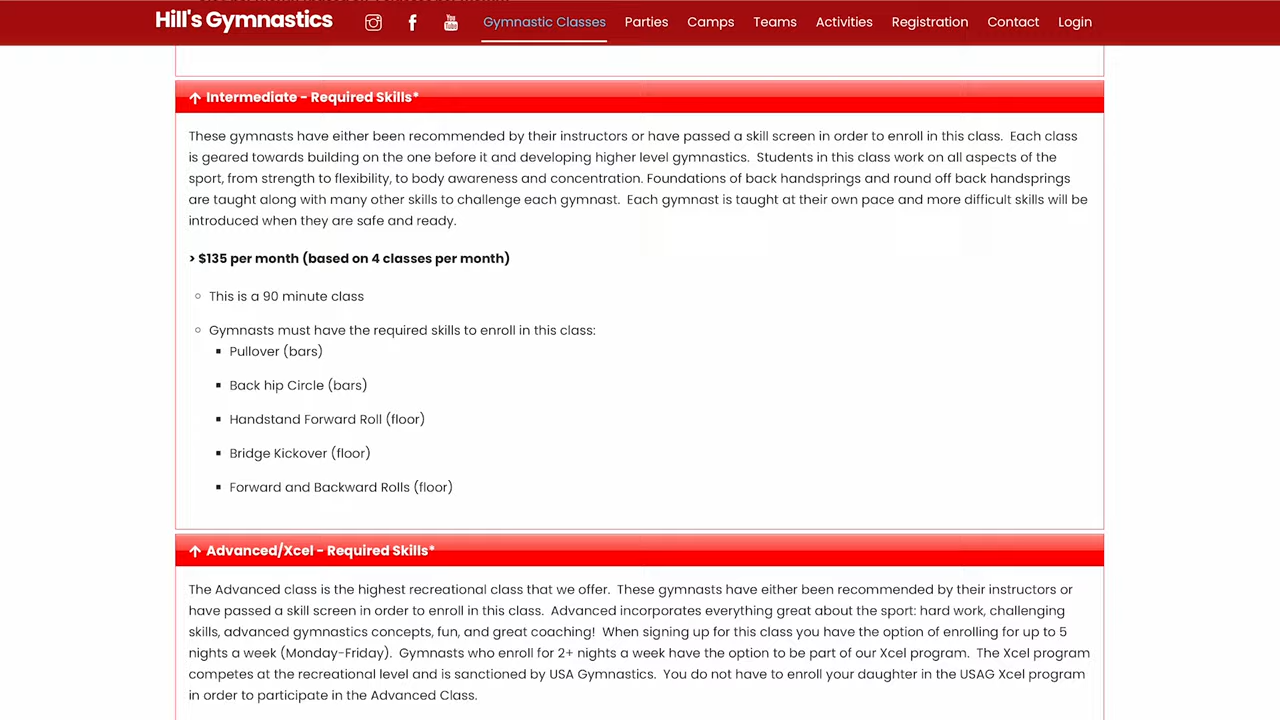 Hill's Gymnastics
You Tube
Gymnastic Classes
Parties
Camps
Teams
Activities
Registration
Contact
Login
Intermediate - Required Skills*
These gymnasts have either been recommended by their instructors or have passed a skill screen in order to enroll in this class. Each class
is geared towards building on the one before it and developing higher level gymnastics. Students in this class work on all aspects of the
sport, from strength to flexibility, to body awareness and concentration. Foundations of back handsprings and round off back handsprings
are taught along with many other skills to challenge each gymnast. Each gymnast is taught at their own pace and more difficult skills will be
introduced when they are safe and ready.
> $135 per month (based on 4 classes per month)
This is a 90 minute class
Gymnasts must have the required skills to enroll in this class:
Pullover (bars)
Back hip Circle (bars)
Handstand Forward Roll (floor)
Bridge Kickover (floor)
Forward and Backward Rolls (floor)
Advanced/Xcel - Required Skills*
The Advanced class is the highest recreational class that we offer. These gymnasts have either been recommended by their instructors or
have passed a skill screen in order to enroll in this class. Advanced incorporates everything great about the sport: hard work, challenging
skills, advanced gymnastics concepts, fun, and great coaching! When signing up for this class you have the option of enrolling for up to 5
nights a week (Monday-Friday). Gymnasts who enroll for 2+ nights a week have the option to be part of our Xcel program. The Xcel program
competes at the recreational level and is sanctioned by USA Gymnastics. You do not have to enroll your daughter in the USAG Xcel program
in order to participate in the Advanced Class.